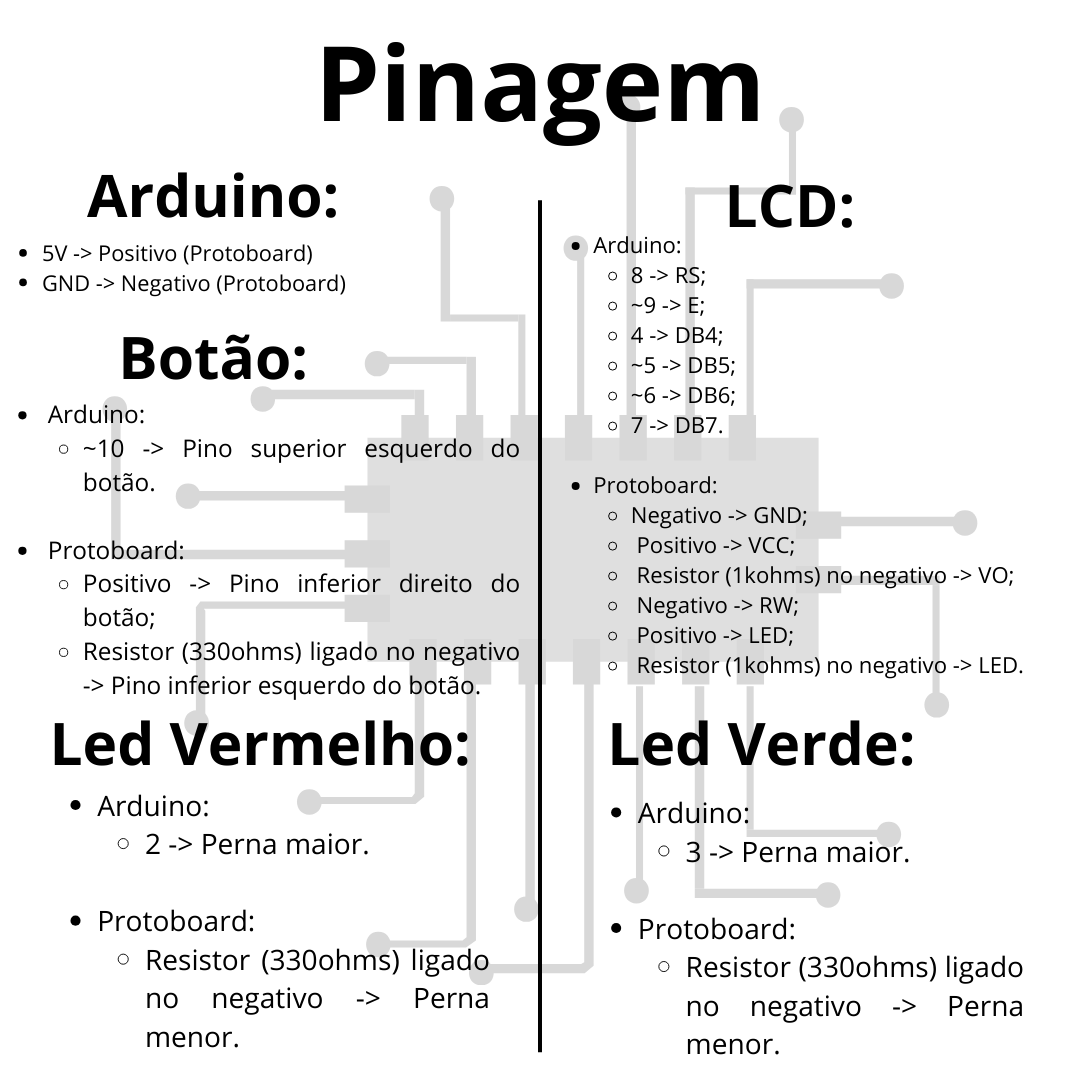 Pinagem
Arduino:
5V -> Positivo (Protoboard)
GND -> Negativo (Protoboard)
Botão:
Arduino:
~10 -> Pino superior esquerdo do
botão.
Protoboard:
Positivo -> Pino inferior direito do
botão;
Resistor (330ohms) ligado no negativo
-> Pino inferior esquerdo do botão.
Led Vermelho:
Arduino:
2 -> Perna maior.
Protoboard:
Resistor (330ohms) ligado
no negativo -> Perna
menor.
LCD:
Arduino:
8 -> RS;
~9 -> E;
4 -> DB4;
~5 -> DB5;
~6 -> DB6;
7 -> DB7.
Protoboard:
Negativo -> GND;
Positivo -> VCC;
Resistor (1kohms) no negativo -> VO;
Negativo -> RW;
Positivo -> LED;
Resistor (1kohms) no negativo -> LED.
Led Verde:
Arduino:
3 -> Perna maior.
Protoboard:
Resistor (330ohms) ligado
no negativo -> Perna
menor.